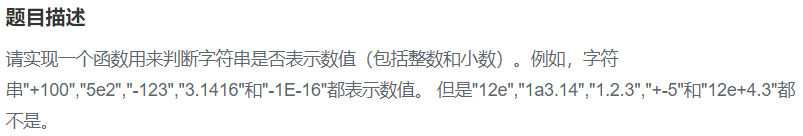 题目描述
请实现一个函数用来判断字符串是否表示数值（包括整数和小数）。例如，字符
串"+100","5e2","-123","3.1416"和"-1E-16"都表示数值。 但是"12e","1a3.14","1.2.3","+-5"和"12e+4.3"都
不是。